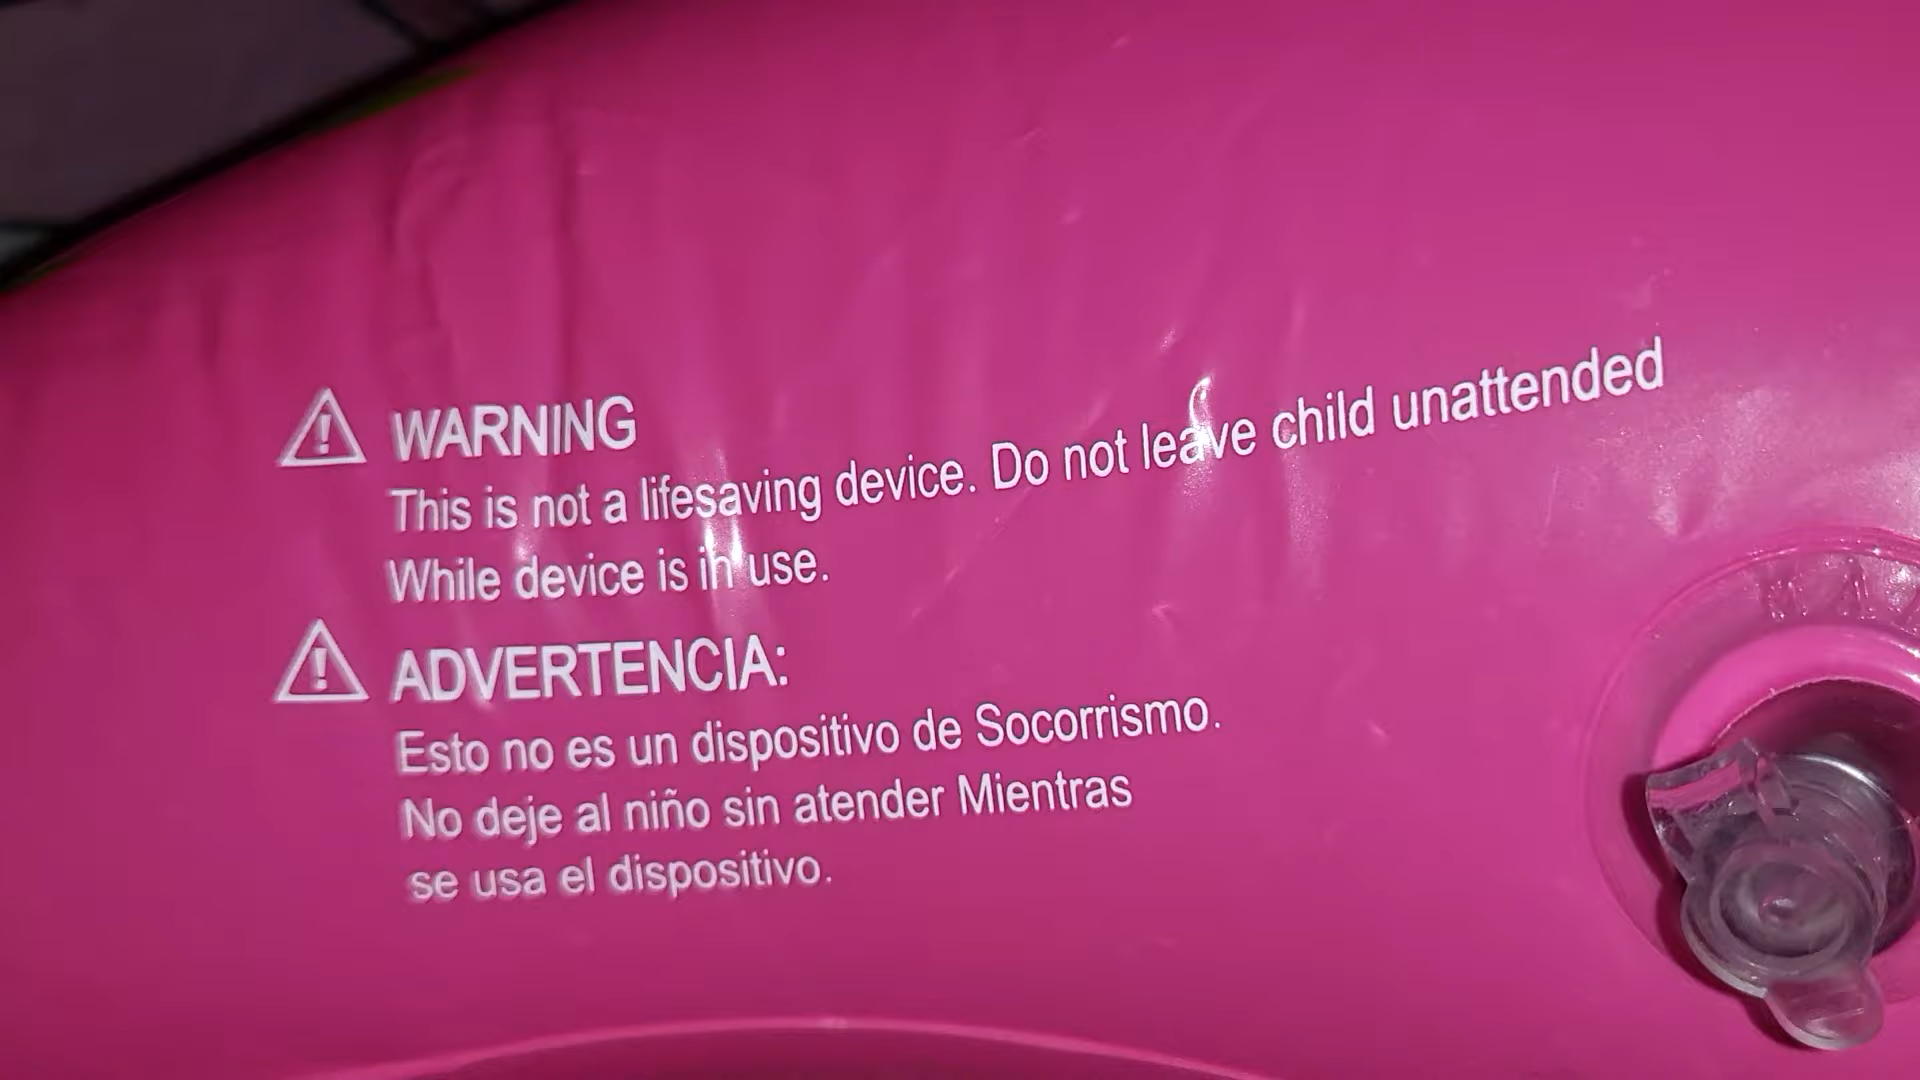 WARNING
This is not a lifesaving device. Do not leave child unattended
While device is in use.
ADVERTENCIA:
Esto no es un dispositivo de Socorrismo.
No deje al niño sin atender Mientras
se usa el dispositivo.